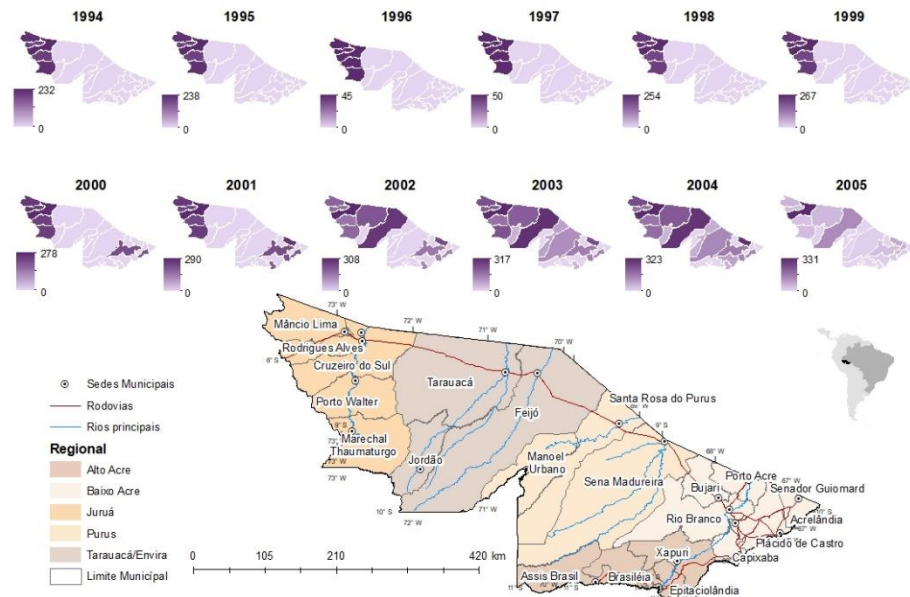 1994 1995 1996 1997 1998 1999
232 238 45 50 254 267
0 0 0 0 0 0
2000 2001 2002 2003 2004 2005
278 290 308 317 323 331
0 0 0 0 0 0
73° W
72° W
71° W
70° W
Mâncio Lima
Rodrigues Alves
8° S
Cruzeiro do Sul
Tarauacá
Sedes Municipais
Santa Rosa do Purus
Porto Walter
Feijó
Rodovias
Rios principais
9° S
9° S
Marechal
Thaumaturgo
73° W
Regional
Jordão
Manoel
Urbano
68° W
Alto Acre
Sena Madureira
Porto Acre
67° W
Baixo Acre
Bujari
Senador Guiomard
Juruá
10° S
72° W
71° W
Purus
Rio Branco
Acrelândia
67° W
Tarauacá/Envira
Plácido de Castro
Limite Municípal
Xapuri
Capixaba
0 105 210 420 km
Assis Brasil
Brasiléia
Epitaciolândia